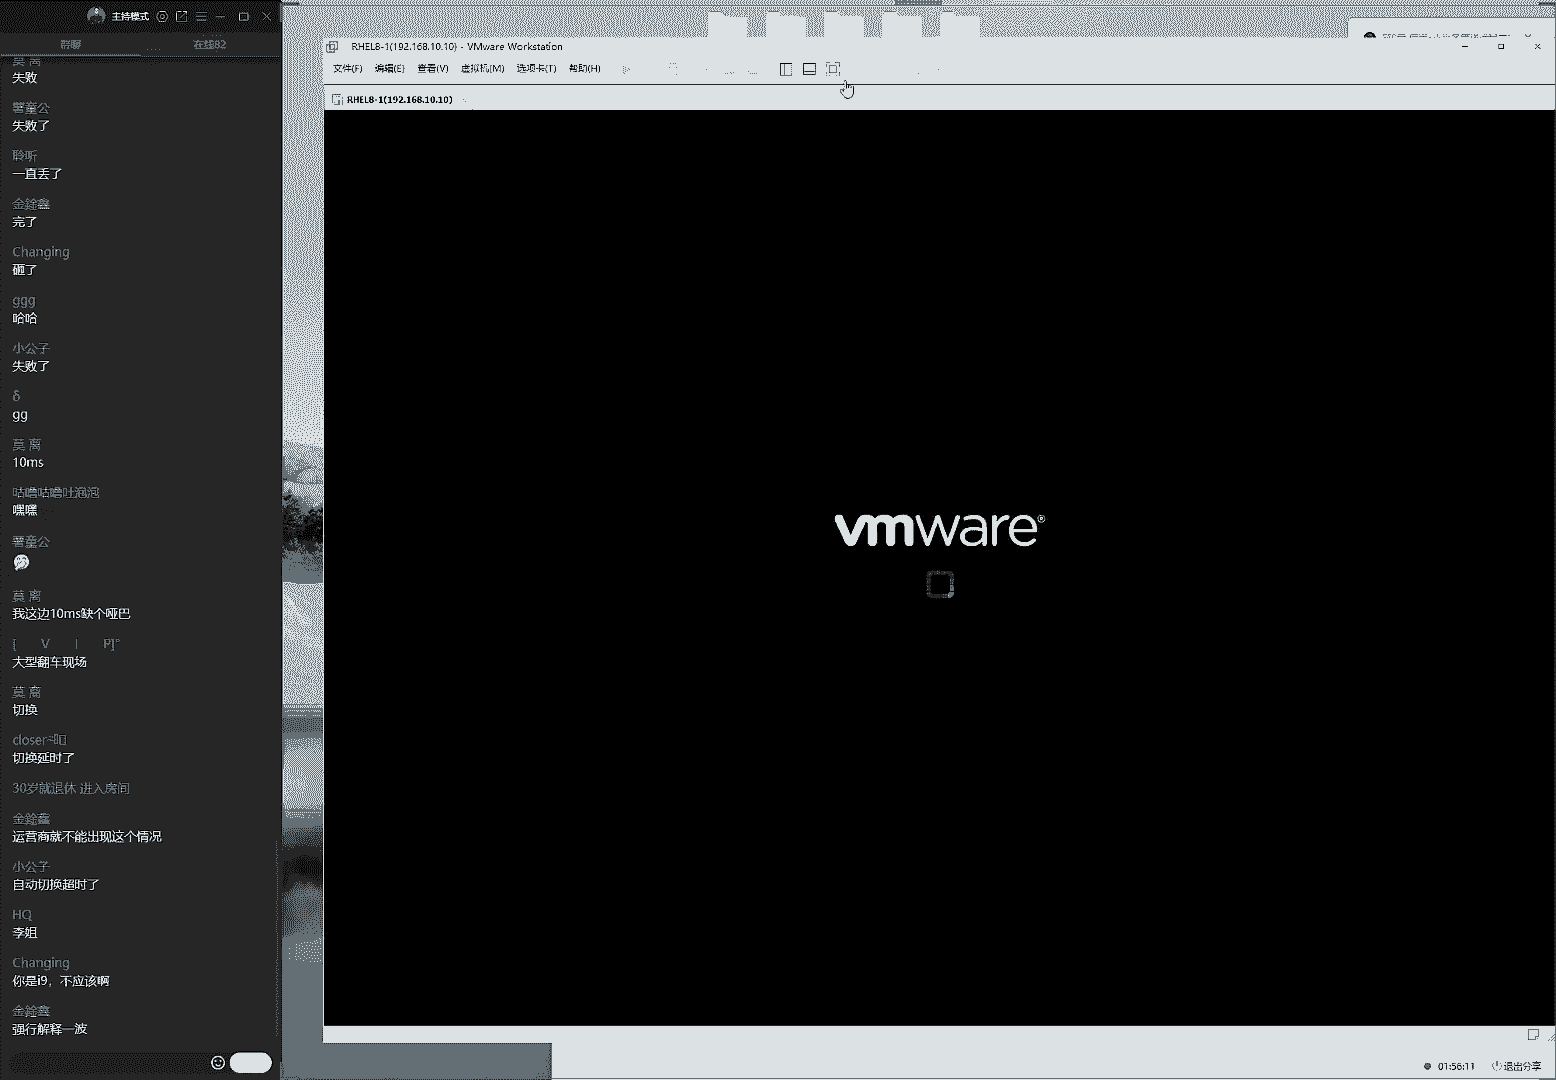 主持模式
群聊
在线82
莫 离
失败
署童公
失败了
聆听
一直丢了
金鍂鑫
完了
Changing
砸了
ggg
哈哈
小公子
失败了
δ
gg
莫 离
10ms
咕噜咕噜吐泡泡
嘿嘿
署童公
莫 离
我这边10ms缺个哑巴
[ V I P]°
大型翻车现场
莫 离
切换
closer
切换延时了
30岁就退休 进入房间
金鍂鑫
运营商就不能出现这个情况
小公子
自动切换超时了
HQ
李姐
Changing
你是i9，不应该啊
金鍂鑫
强行解释一波
RHEL8-1(192.168.10.10) - VMware Workstation
文件(F) 编辑(E) 查看(V) 虚拟机(M) 选项卡(T) 帮助(H)
RHEL8-1(192.168.10.10)
vmware®
01:56:11 退出分享